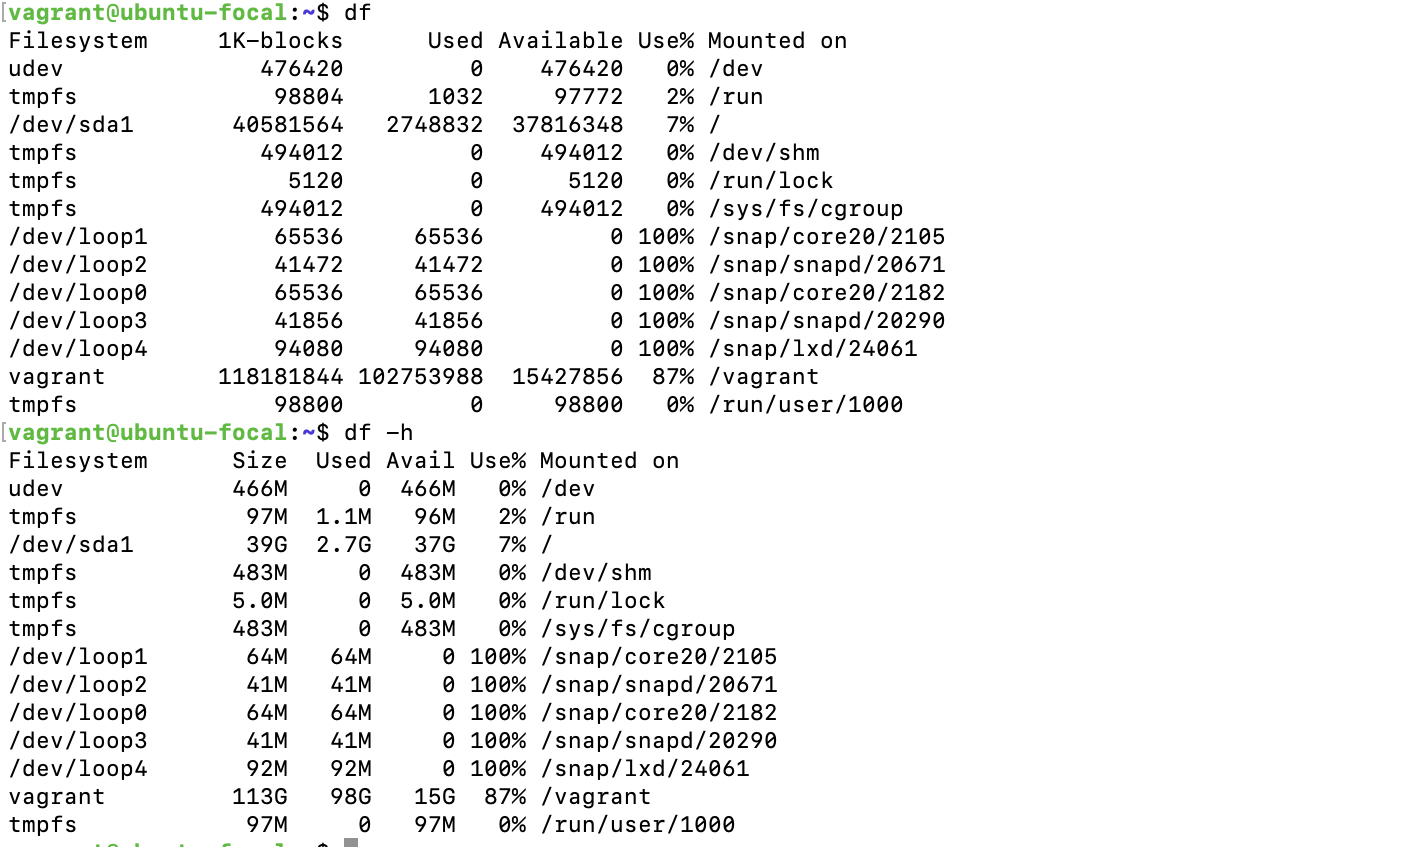 [vagrant@ubuntu-focal:~$ df
Filesystem     1K-blocks      Used Available Use% Mounted on
udev              476420         0    476420   0% /dev
tmpfs              98804      1032     97772   2% /run
/dev/sda1       40581564   2748832  37816348   7% /
tmpfs             494012         0    494012   0% /dev/shm
tmpfs               5120         0      5120   0% /run/lock
tmpfs             494012         0    494012   0% /sys/fs/cgroup
/dev/loop1         65536     65536         0 100% /snap/core20/2105
/dev/loop2         41472     41472         0 100% /snap/snapd/20671
/dev/loop0         65536     65536         0 100% /snap/core20/2182
/dev/loop3         41856     41856         0 100% /snap/snapd/20290
/dev/loop4         94080     94080         0 100% /snap/lxd/24061
vagrant        118181844 102753988  15427856  87% /vagrant
tmpfs              98800         0     98800   0% /run/user/1000
[vagrant@ubuntu-focal:~$ df -h
Filesystem      Size  Used Avail Use% Mounted on
udev            466M     0  466M   0% /dev
tmpfs            97M  1.1M   96M   2% /run
/dev/sda1        39G  2.7G   37G   7% /
tmpfs           483M     0  483M   0% /dev/shm
tmpfs           5.0M     0  5.0M   0% /run/lock
tmpfs           483M     0  483M   0% /sys/fs/cgroup
/dev/loop1       64M   64M     0 100% /snap/core20/2105
/dev/loop2       41M   41M     0 100% /snap/snapd/20671
/dev/loop0       64M   64M     0 100% /snap/core20/2182
/dev/loop3       41M   41M     0 100% /snap/snapd/20290
/dev/loop4       92M   92M     0 100% /snap/lxd/24061
vagrant         113G   98G   15G  87% /vagrant
tmpfs            97M     0   97M   0% /run/user/1000